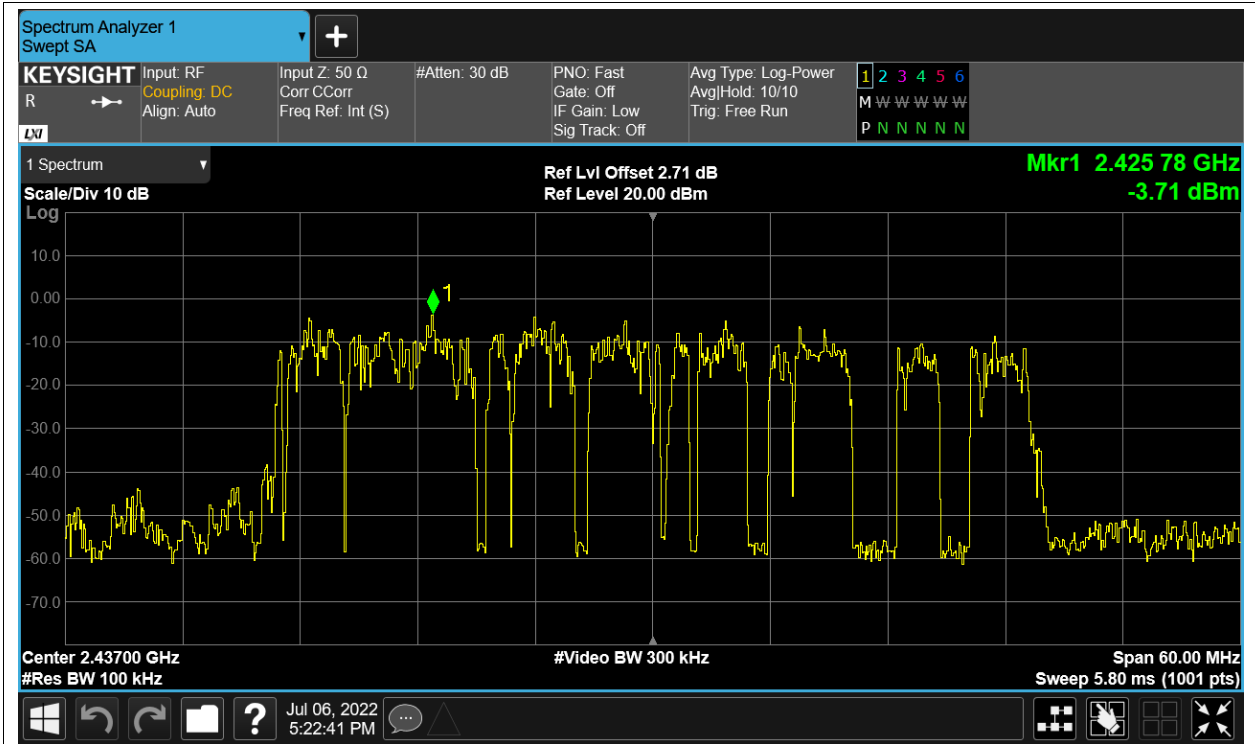 Spectrum Analyzer 1
Swept SA
KEYSIGHT
R
LXI
Input: RF
Coupling: DC
Align: Auto
Input Z: 50 Ω
Corr CCorr
Freq Ref: Int (S)
#Atten: 30 dB
PNO: Fast
Gate: Off
IF Gain: Low
Sig Track: Off
Avg Type: Log-Power
Avg|Hold: 10/10
Trig: Free Run
1 2 3 4 5 6
M W W W W W
P N N N N N
1 Spectrum
Scale/Div 10 dB
Log
Ref Lvl Offset 2.71 dB
Ref Level 20.00 dBm
Mkr1 2.425 78 GHz
-3.71 dBm
10.0
0.00
-10.0
-20.0
-30.0
-40.0
-50.0
-60.0
-70.0
1
Center 2.43700 GHz
#Res BW 100 kHz
#Video BW 300 kHz
Span 60.00 MHz
Sweep 5.80 ms (1001 pts)
?
Jul 06, 2022
5:22:41 PM